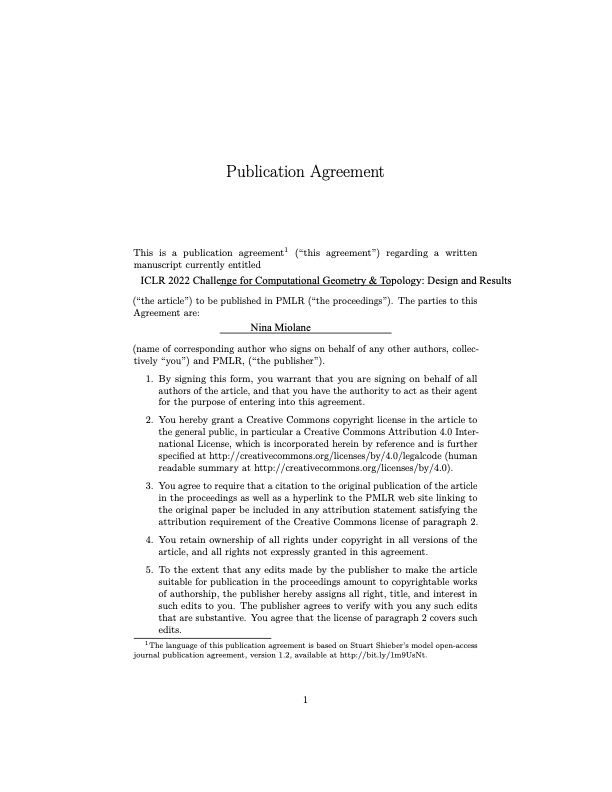 Publication Agreement
This is a publication agreement¹ (“this agreement”) regarding a written
manuscript currently entitled
ICLR 2022 Challenge for Computational Geometry & Topology: Design and Results
(“the article”) to be published in PMLR (“the proceedings”). The parties to this
Agreement are:
Nina Miolane
(name of corresponding author who signs on behalf of any other authors, collec-
tively “you”) and PMLR, (“the publisher”).
1. By signing this form, you warrant that you are signing on behalf of all
authors of the article, and that you have the authority to act as their agent
for the purpose of entering into this agreement.
2. You hereby grant a Creative Commons copyright license in the article to
the general public, in particular a Creative Commons Attribution 4.0 Inter-
national License, which is incorporated herein by reference and is further
specified at http://creativecommons.org/licenses/by/4.0/legalcode (human
readable summary at http://creativecommons.org/licenses/by/4.0).
3. You agree to require that a citation to the original publication of the article
in the proceedings as well as a hyperlink to the PMLR web site linking to
the original paper be included in any attribution statement satisfying the
attribution requirement of the Creative Commons license of paragraph 2.
4. You retain ownership of all rights under copyright in all versions of the
article, and all rights not expressly granted in this agreement.
5. To the extent that any edits made by the publisher to make the article
suitable for publication in the proceedings amount to copyrightable works
of authorship, the publisher hereby assigns all right, title, and interest in
such edits to you. The publisher agrees to verify with you any such edits
that are substantive. You agree that the license of paragraph 2 covers such
edits.
¹The language of this publication agreement is based on Stuart Shieber’s model open-access
journal publication agreement, version 1.2, available at http://bit.ly/1m9UsNt.
1